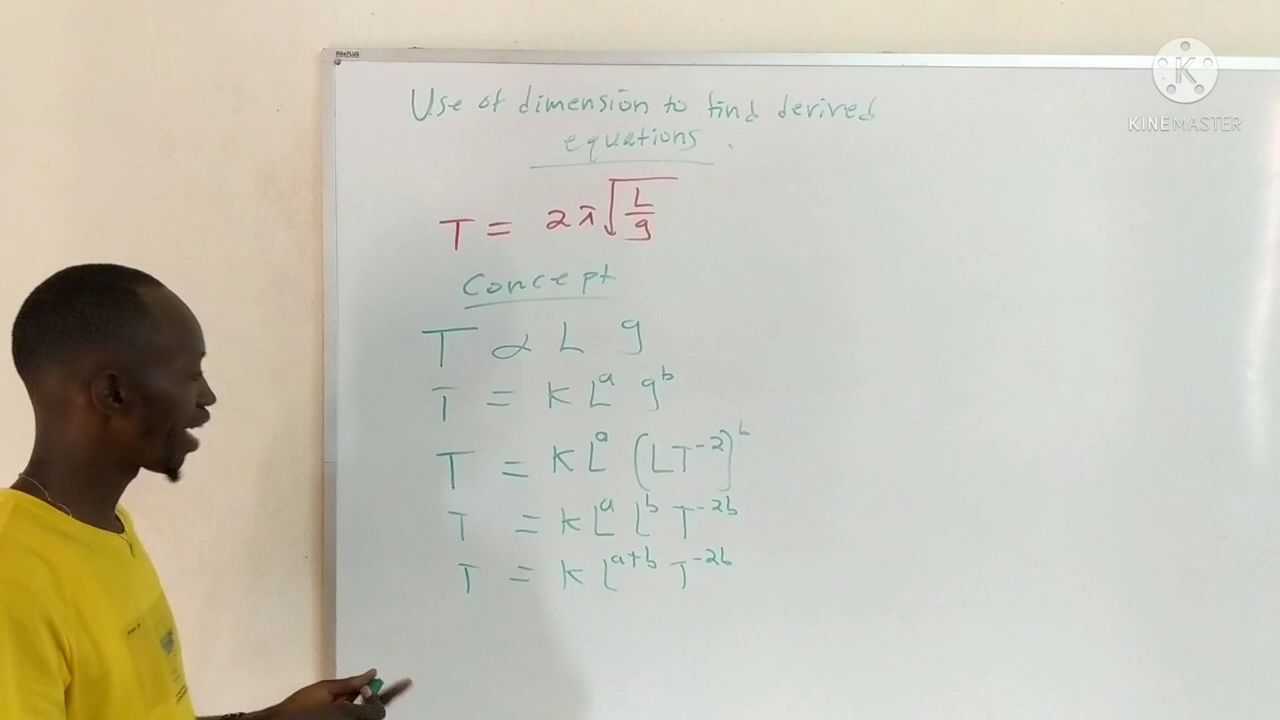 Use of dimension to find derived
equations.
T = 2π√(L/g)
Concept
T ∝ L g
T = K L^a g^b
T = K L^a (LT^-2)^b
T = K L^a L^b T^-2b
T = K L^a+b T^-2b
K
KINEMASTER